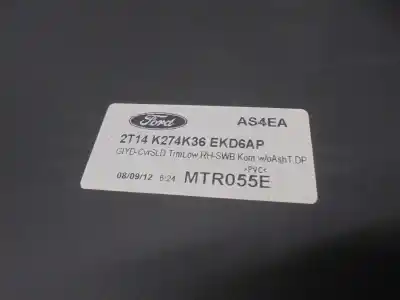 Ford AS4EA
2T14 K274K36 EKD6AP
GIYD-CvrSLD TrmLow RH-SWB Kom w/oAshT DP
>PVC<
08/09/12 6:24 MTR055E